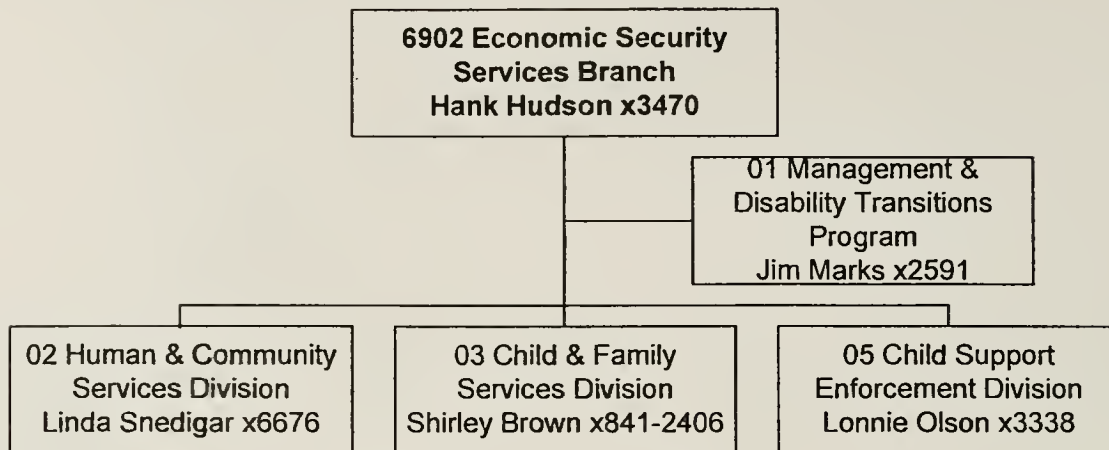 6902 Economic Security
Services Branch
Hank Hudson x3470
01 Management &
Disability Transitions
Program
Jim Marks x2591
02 Human & Community
Services Division
Linda Snedigar x6676
03 Child & Family
Services Division
Shirley Brown x841-2406
05 Child Support
Enforcement Division
Lonnie Olson x3338